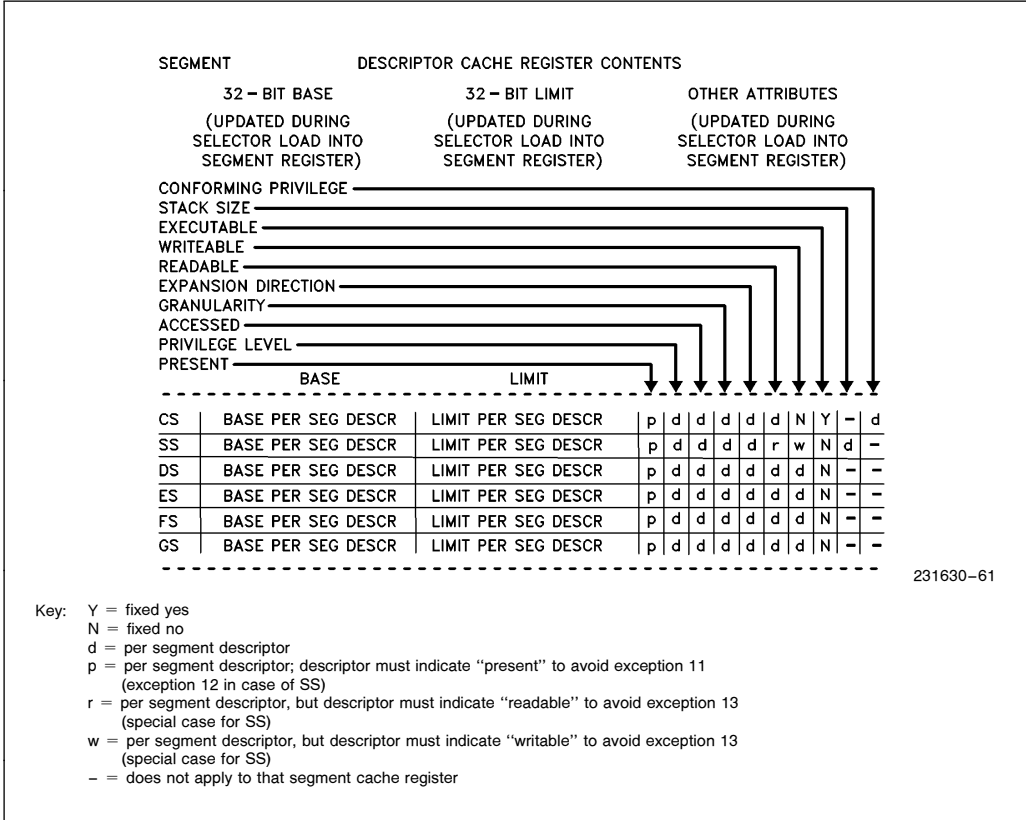 SEGMENT DESCRIPTOR CACHE REGISTER CONTENTS
32 – BIT BASE 32 – BIT LIMIT OTHER ATTRIBUTES
(UPDATED DURING (UPDATED DURING (UPDATED DURING
SELECTOR LOAD INTO SELECTOR LOAD INTO SELECTOR LOAD INTO
SEGMENT REGISTER) SEGMENT REGISTER) SEGMENT REGISTER)
CONFORMING PRIVILEGE
STACK SIZE
EXECUTABLE
WRITEABLE
READABLE
EXPANSION DIRECTION
GRANULARITY
ACCESSED
PRIVILEGE LEVEL
PRESENT
BASE LIMIT
CS BASE PER SEG DESCR LIMIT PER SEG DESCR p d d d d d N Y – d
SS BASE PER SEG DESCR LIMIT PER SEG DESCR p d d d d r w N d –
DS BASE PER SEG DESCR LIMIT PER SEG DESCR p d d d d d d N – –
ES BASE PER SEG DESCR LIMIT PER SEG DESCR p d d d d d d N – –
FS BASE PER SEG DESCR LIMIT PER SEG DESCR p d d d d d d N – –
GS BASE PER SEG DESCR LIMIT PER SEG DESCR p d d d d d d N – –
231630–61
Key: Y = fixed yes
N = fixed no
d = per segment descriptor
p = per segment descriptor; descriptor must indicate ‘‘present’’ to avoid exception 11
(exception 12 in case of SS)
r = per segment descriptor, but descriptor must indicate ‘‘readable’’ to avoid exception 13
(special case for SS)
w = per segment descriptor, but descriptor must indicate ‘‘writable’’ to avoid exception 13
(special case for SS)
– = does not apply to that segment cache register